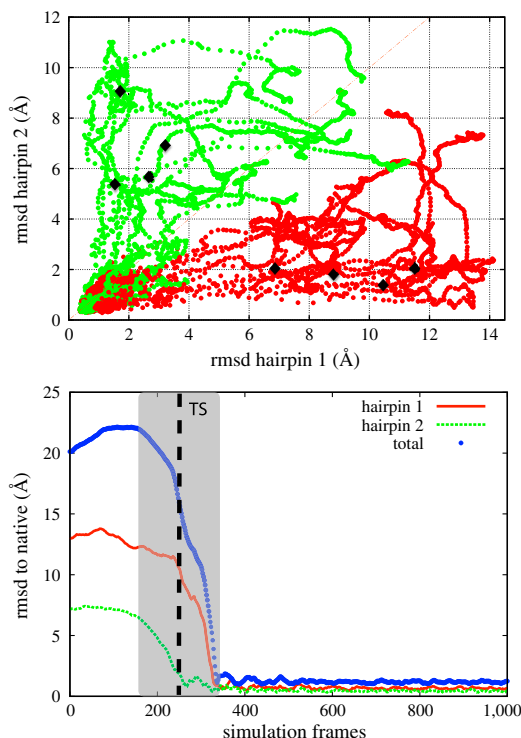 12
10
8
6
4
2
0
rmsd hairpin 2 (Å)
0 2 4 6 8 10 12 14
rmsd hairpin 1 (Å)
25
20
15
10
5
0
rmsd to native (Å)
TS
hairpin 1
hairpin 2
total
0 200 400 600 800 1,000
simulation frames